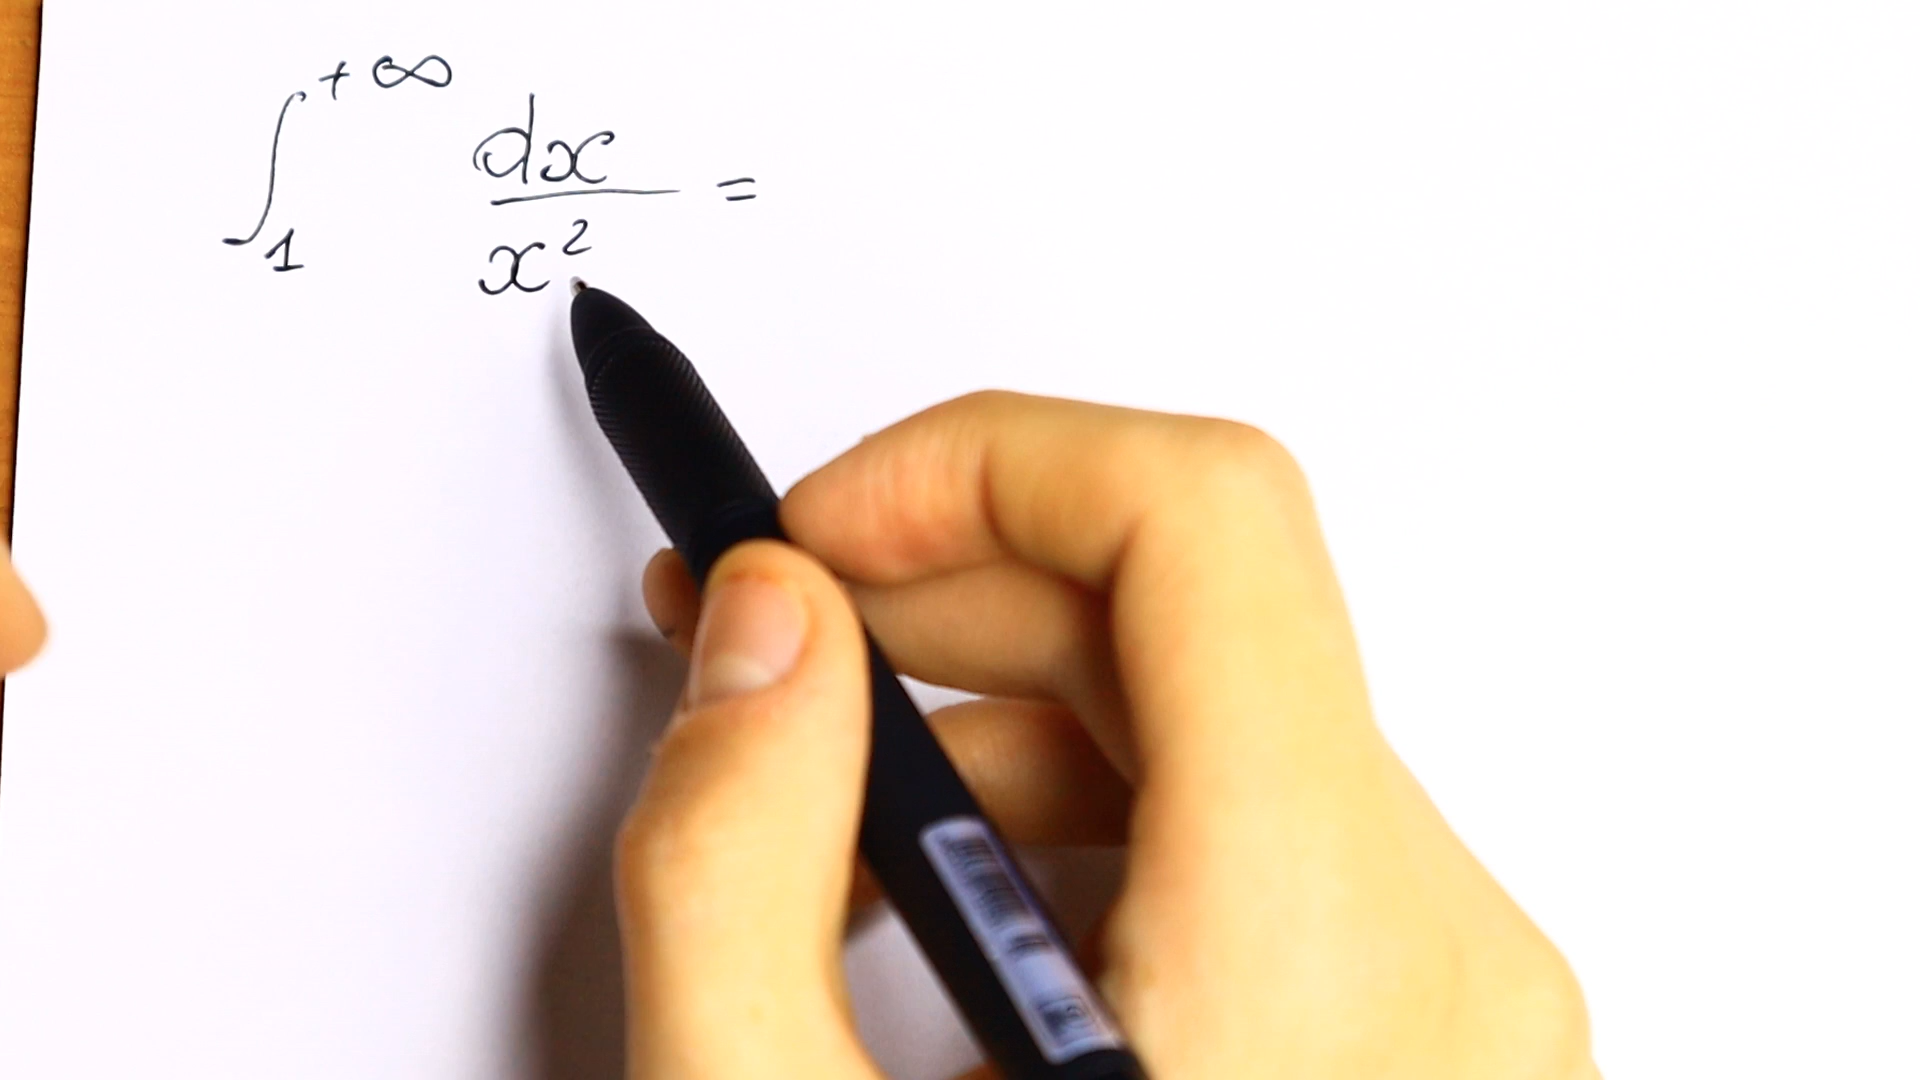 ∫₁^{+∞} dx/x² =